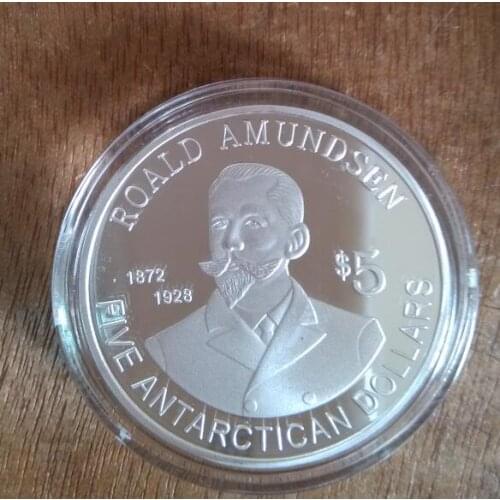 ROALD AMUNDSEN
1872
1928
$5
FIVE ANTARCTICAN DOLLARS